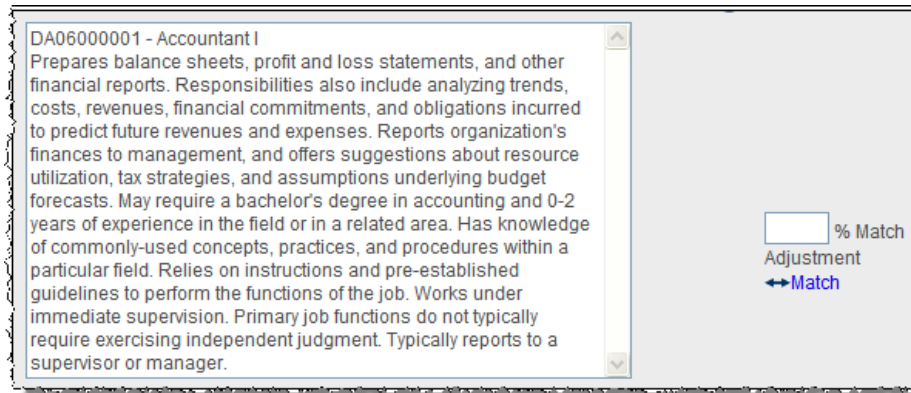 DA06000001 - Accountant I
Prepares balance sheets, profit and loss statements, and other
financial reports. Responsibilities also include analyzing trends,
costs, revenues, financial commitments, and obligations incurred
to predict future revenues and expenses. Reports organization's
finances to management, and offers suggestions about resource
utilization, tax strategies, and assumptions underlying budget
forecasts. May require a bachelor's degree in accounting and 0-2
years of experience in the field or in a related area. Has knowledge
of commonly-used concepts, practices, and procedures within a
particular field. Relies on instructions and pre-established
guidelines to perform the functions of the job. Works under
immediate supervision. Primary job functions do not typically
require exercising independent judgment. Typically reports to a
supervisor or manager.
% Match
Adjustment
↔Match